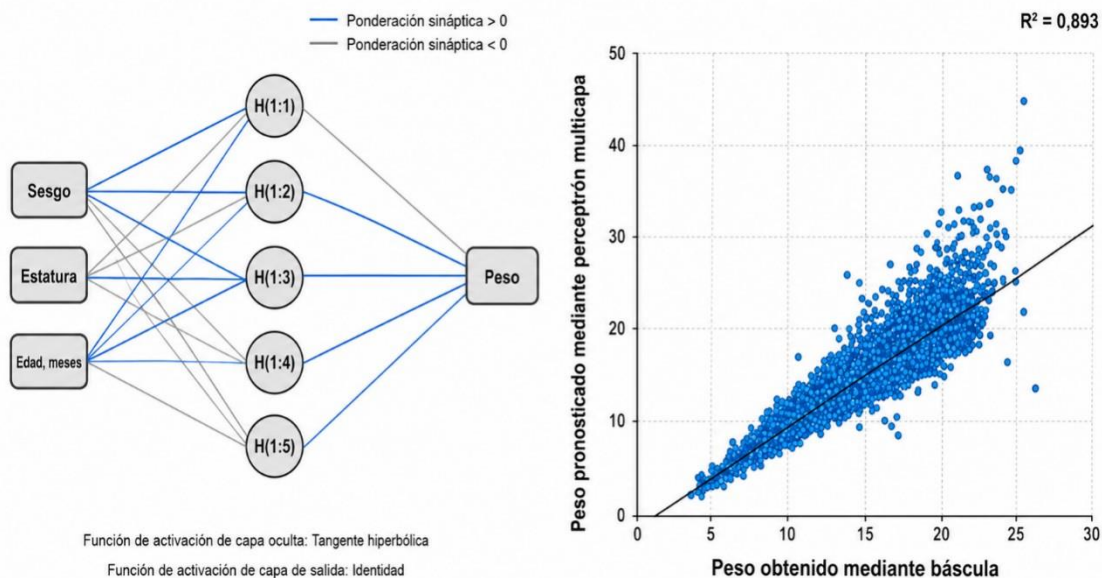 Ponderación sináptica > 0
Ponderación sináptica < 0
Sesgo
Estatura
Edad, meses
H(1:1)
H(1:2)
H(1:3)
H(1:4)
H(1:5)
Peso
Función de activación de capa oculta: Tangente hiperbólica
Función de activación de capa de salida: Identidad
R² = 0,893
Peso pronosticado mediante perceptrón multicapa
50
40
30
20
10
0
0 5 10 15 20 25 30
Peso obtenido mediante báscula